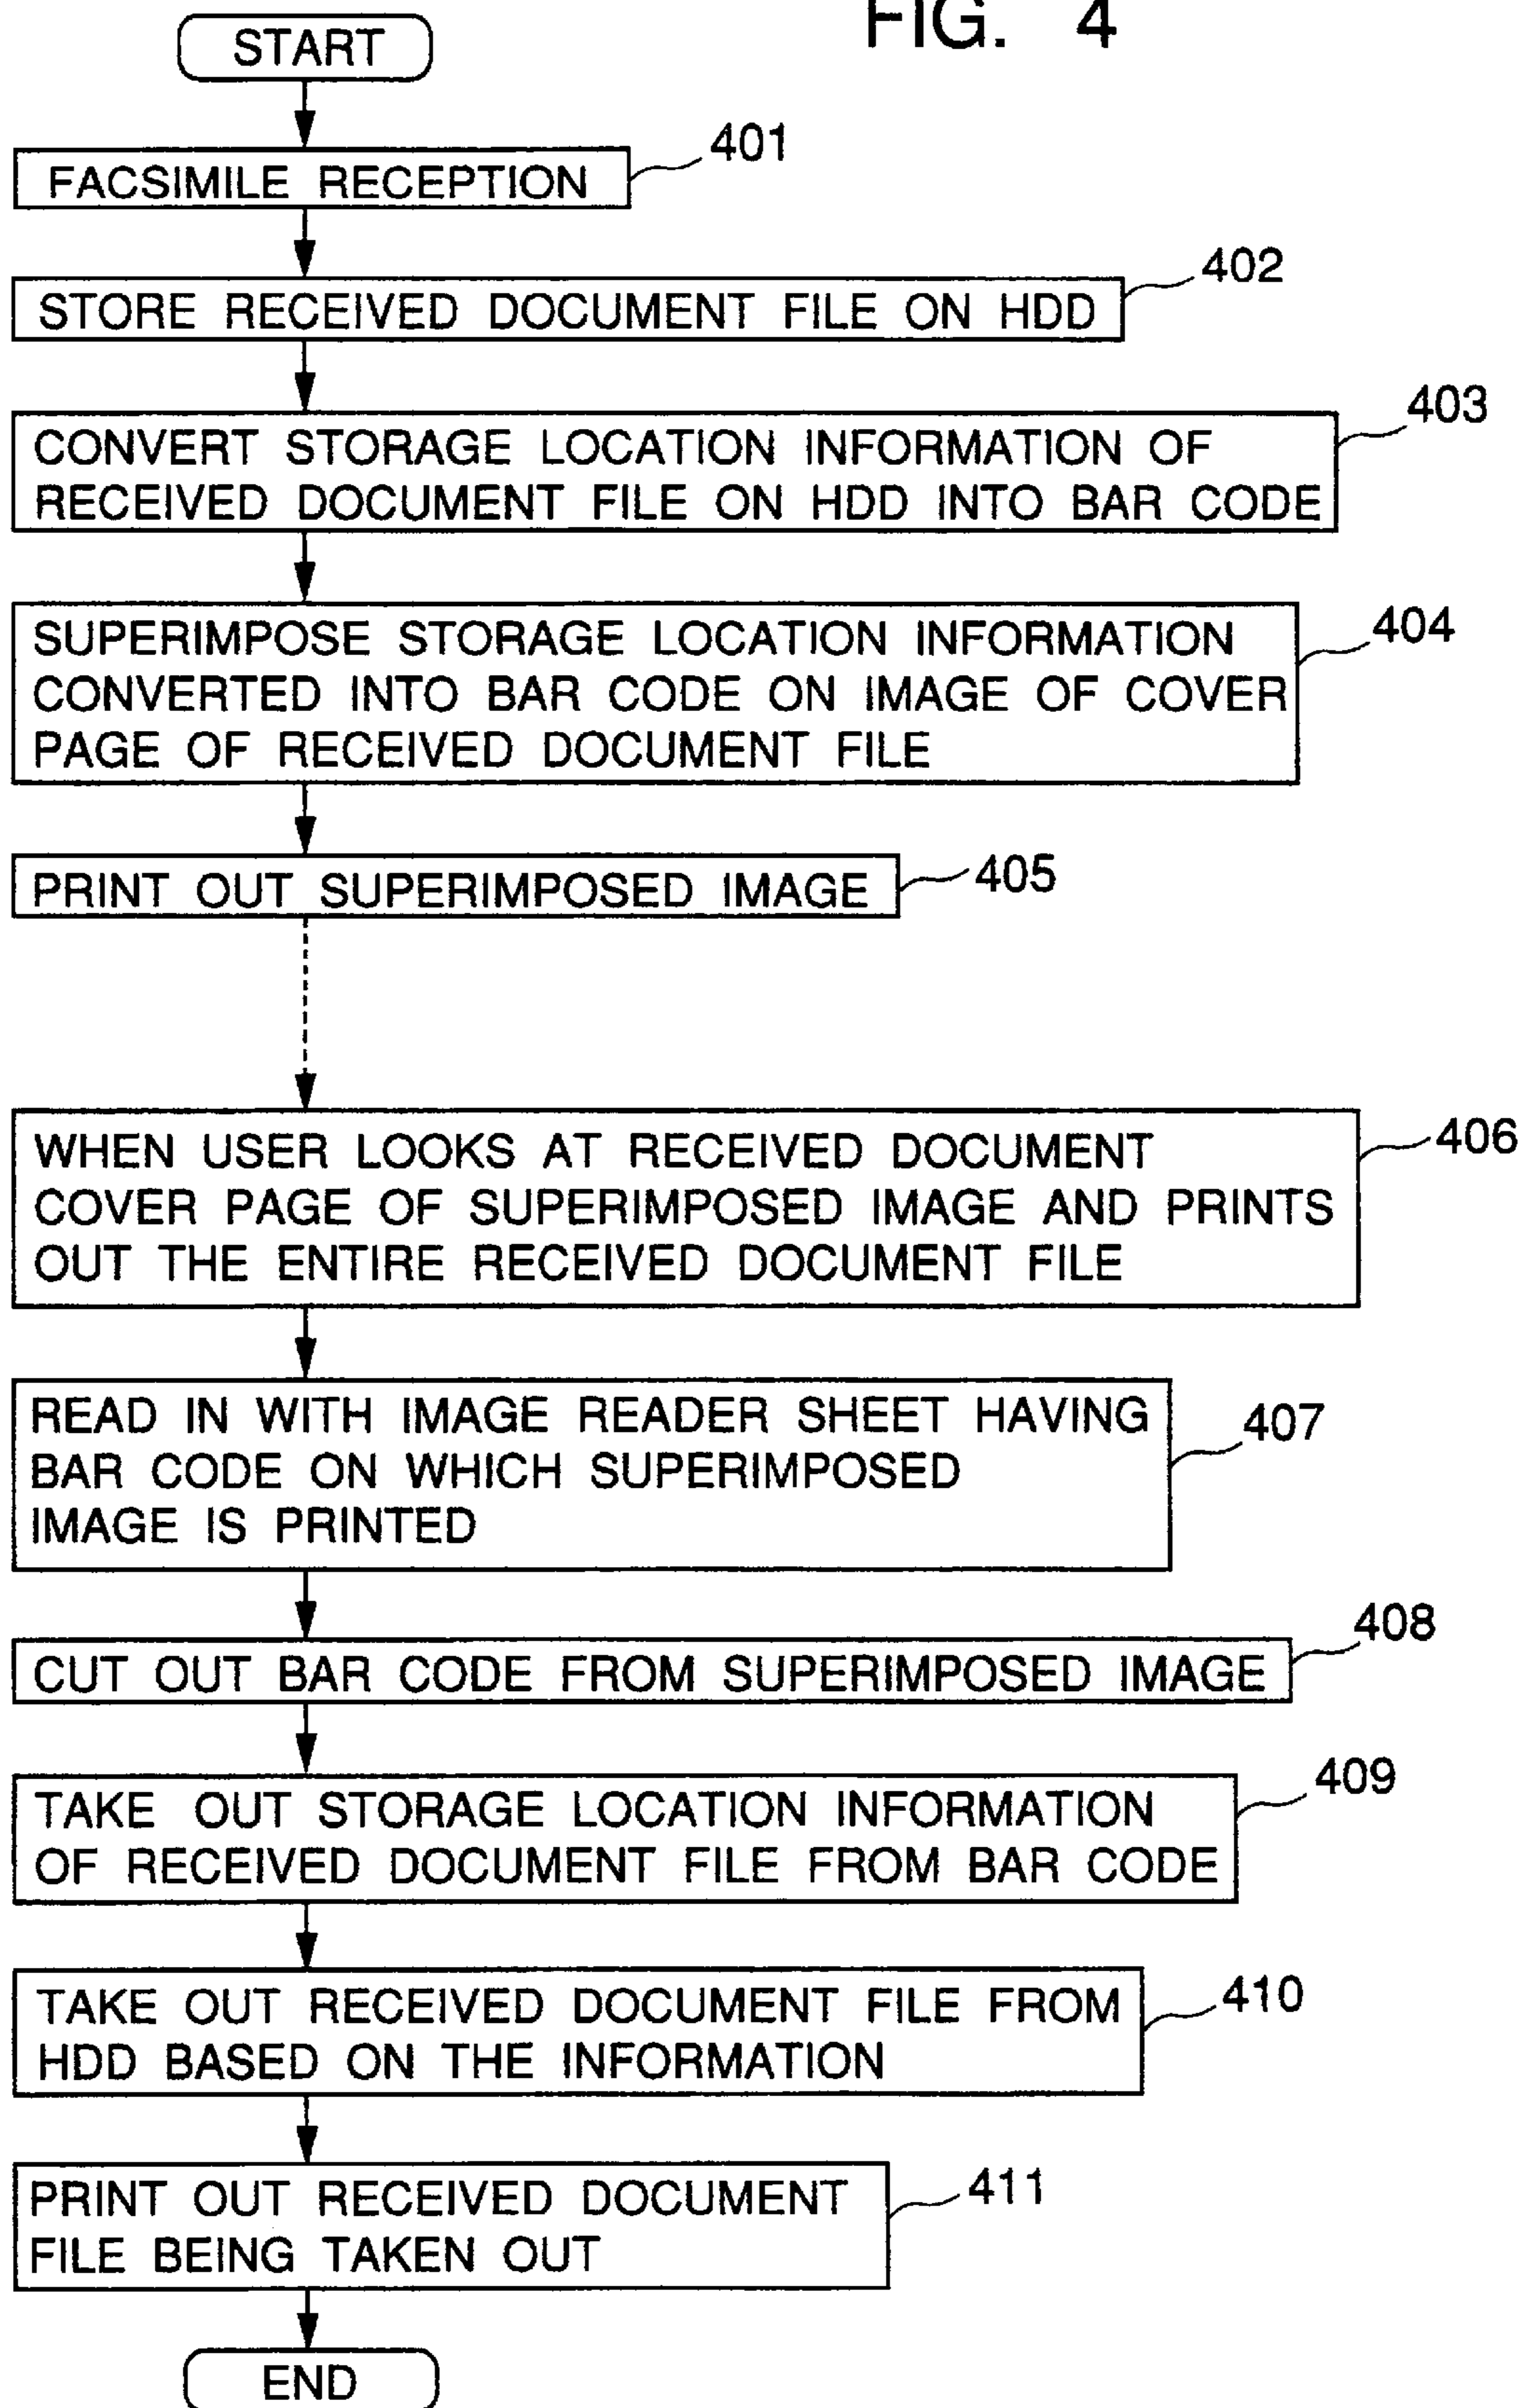 FIG. 4
START
401
FACSIMILE RECEPTION
402
STORE RECEIVED DOCUMENT FILE ON HDD
403
CONVERT STORAGE LOCATION INFORMATION OF
RECEIVED DOCUMENT FILE ON HDD INTO BAR CODE
404
SUPERIMPOSE STORAGE LOCATION INFORMATION
CONVERTED INTO BAR CODE ON IMAGE OF COVER
PAGE OF RECEIVED DOCUMENT FILE
405
PRINT OUT SUPERIMPOSED IMAGE
406
WHEN USER LOOKS AT RECEIVED DOCUMENT
COVER PAGE OF SUPERIMPOSED IMAGE AND PRINTS
OUT THE ENTIRE RECEIVED DOCUMENT FILE
407
READ IN WITH IMAGE READER SHEET HAVING
BAR CODE ON WHICH SUPERIMPOSED
IMAGE IS PRINTED
408
CUT OUT BAR CODE FROM SUPERIMPOSED IMAGE
409
TAKE OUT STORAGE LOCATION INFORMATION
OF RECEIVED DOCUMENT FILE FROM BAR CODE
410
TAKE OUT RECEIVED DOCUMENT FILE FROM
HDD BASED ON THE INFORMATION
411
PRINT OUT RECEIVED DOCUMENT
FILE BEING TAKEN OUT
END